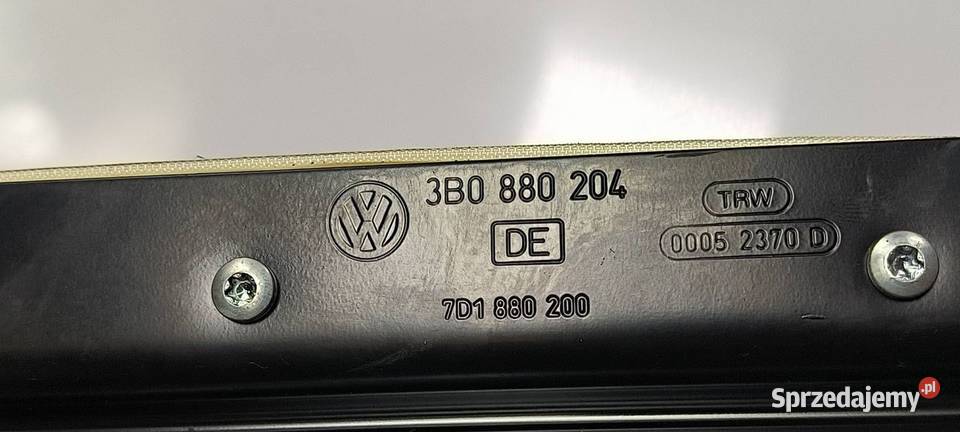 3B0 880 204
DE
7D1 880 200
TRW
0005 2370 D
Sprzedajemy.pl